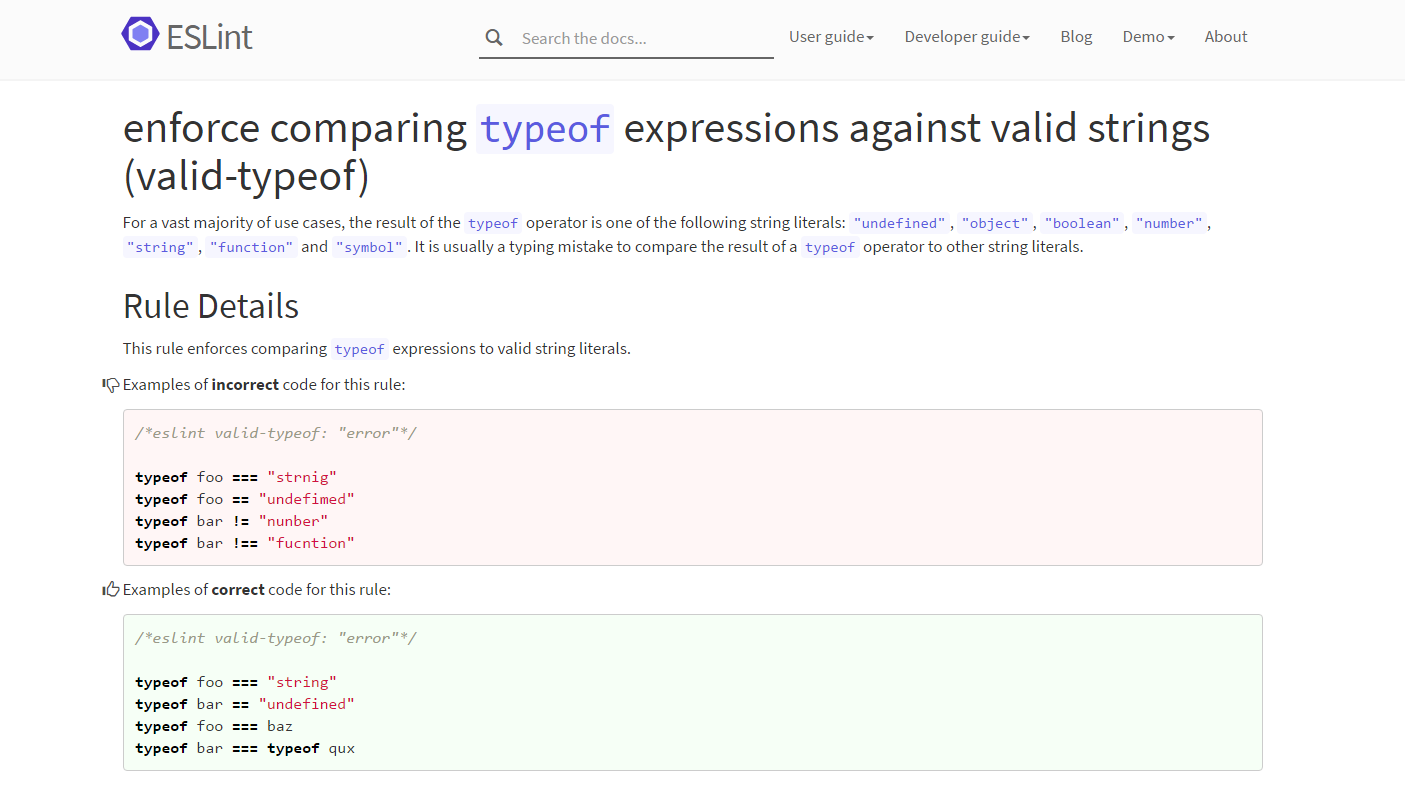 ESLint
Search the docs...
User guide
Developer guide
Blog
Demo
About
enforce comparing typeof expressions against valid strings
(valid-typeof)
For a vast majority of use cases, the result of the typeof operator is one of the following string literals: "undefined", "object", "boolean", "number",
"string", "function" and "symbol". It is usually a typing mistake to compare the result of a typeof operator to other string literals.
Rule Details
This rule enforces comparing typeof expressions to valid string literals.
Examples of incorrect code for this rule:
/*eslint valid-typeof: "error"*/
typeof foo === "strnig"
typeof foo == "undefimed"
typeof bar != "nunber"
typeof bar !== "fucntion"
Examples of correct code for this rule:
/*eslint valid-typeof: "error"*/
typeof foo === "string"
typeof bar == "undefined"
typeof foo === baz
typeof bar === typeof qux